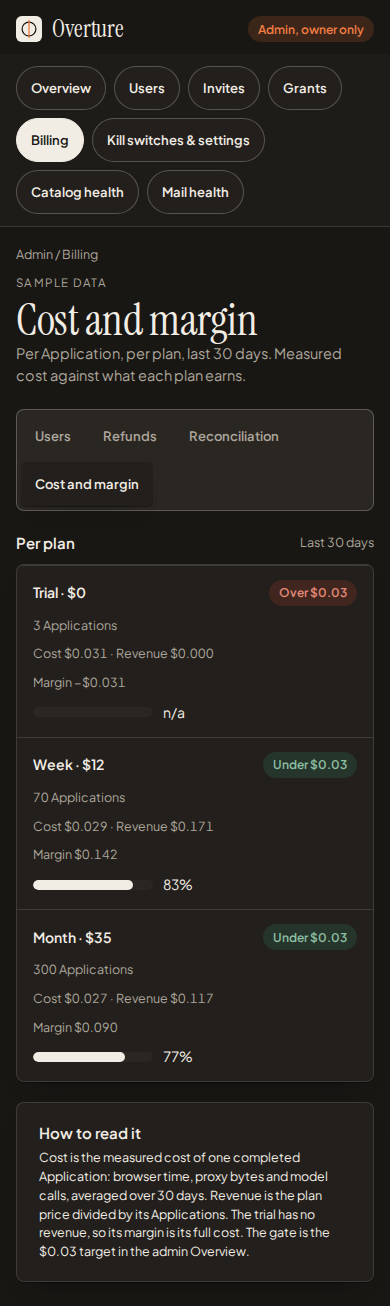 Overture
Admin, owner only
Overview
Users
Invites
Grants
Billing
Kill switches & settings
Catalog health
Mail health
Admin / Billing
SAMPLE DATA
Cost and margin
Per Application, per plan, last 30 days. Measured
cost against what each plan earns.
Users
Refunds
Reconciliation
Cost and margin
Per plan
Last 30 days
Trial · $0
Over $0.03
3 Applications
Cost $0.031 · Revenue $0.000
Margin −$0.031
n/a
Week · $12
Under $0.03
70 Applications
Cost $0.029 · Revenue $0.171
Margin $0.142
83%
Month · $35
Under $0.03
300 Applications
Cost $0.027 · Revenue $0.117
Margin $0.090
77%
How to read it
Cost is the measured cost of one completed
Application: browser time, proxy bytes and model
calls, averaged over 30 days. Revenue is the plan
price divided by its Applications. The trial has no
revenue, so its margin is its full cost. The gate is the
$0.03 target in the admin Overview.